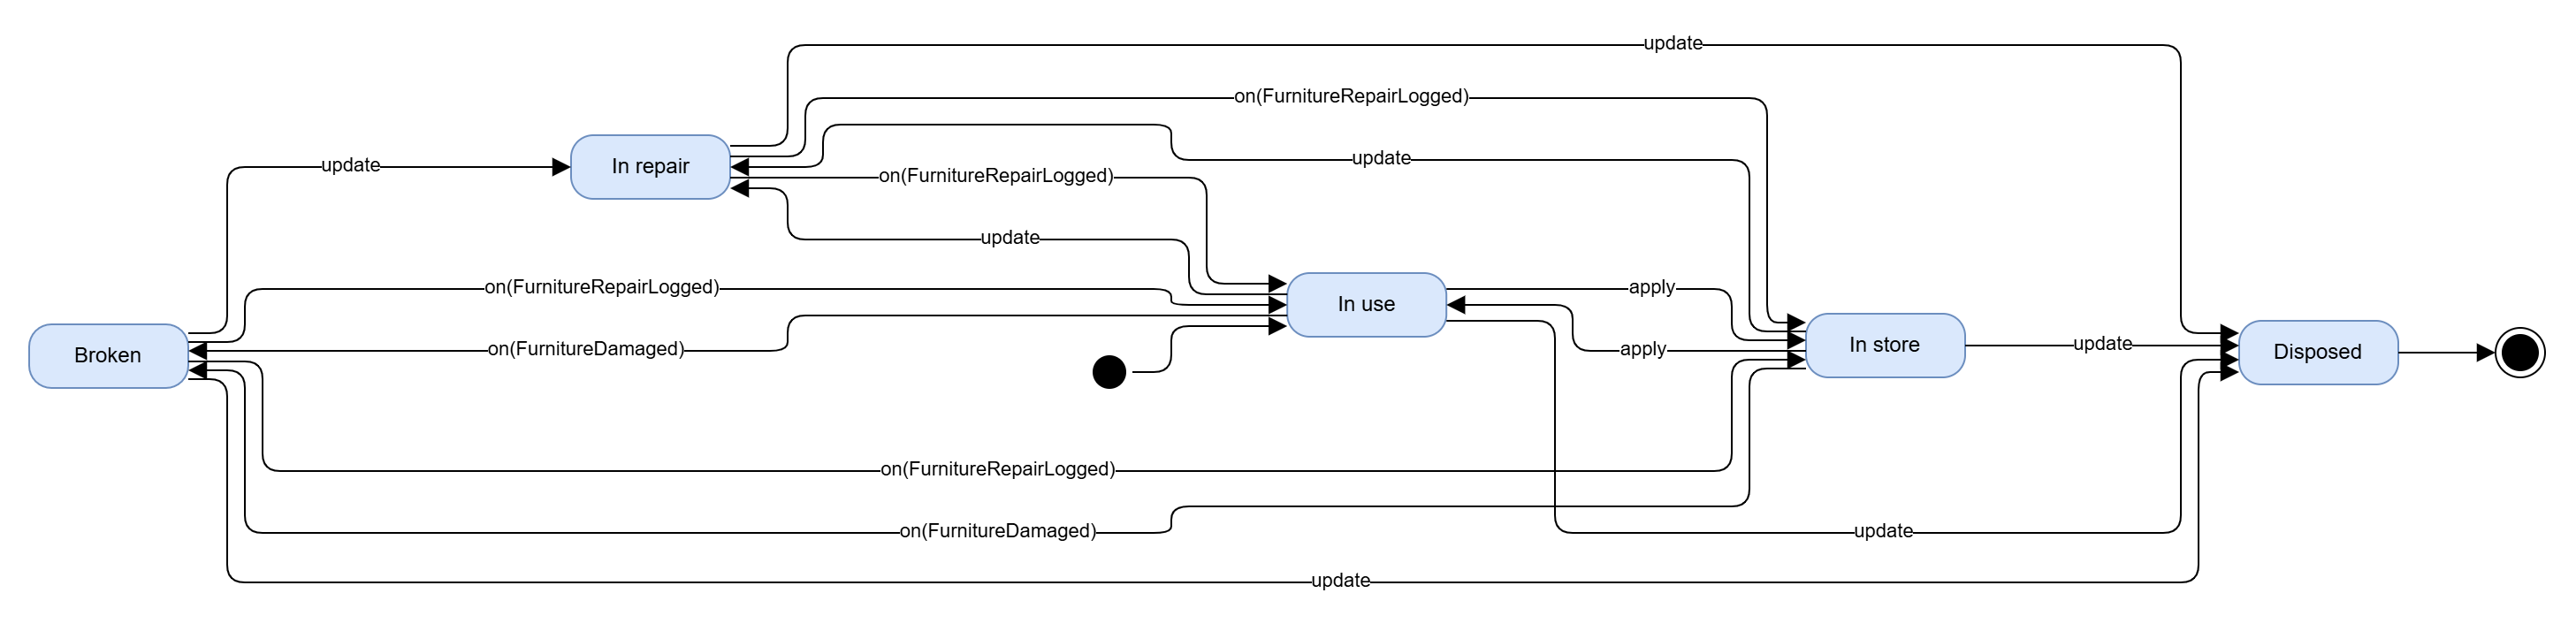 update
on(FurnitureRepairLogged)
update
update
In repair
on(FurnitureRepairLogged)
update
on(FurnitureRepairLogged)
apply
In use
Broken
on(FurnitureDamaged)
apply
In store
update
Disposed
on(FurnitureRepairLogged)
on(FurnitureDamaged)
update
update